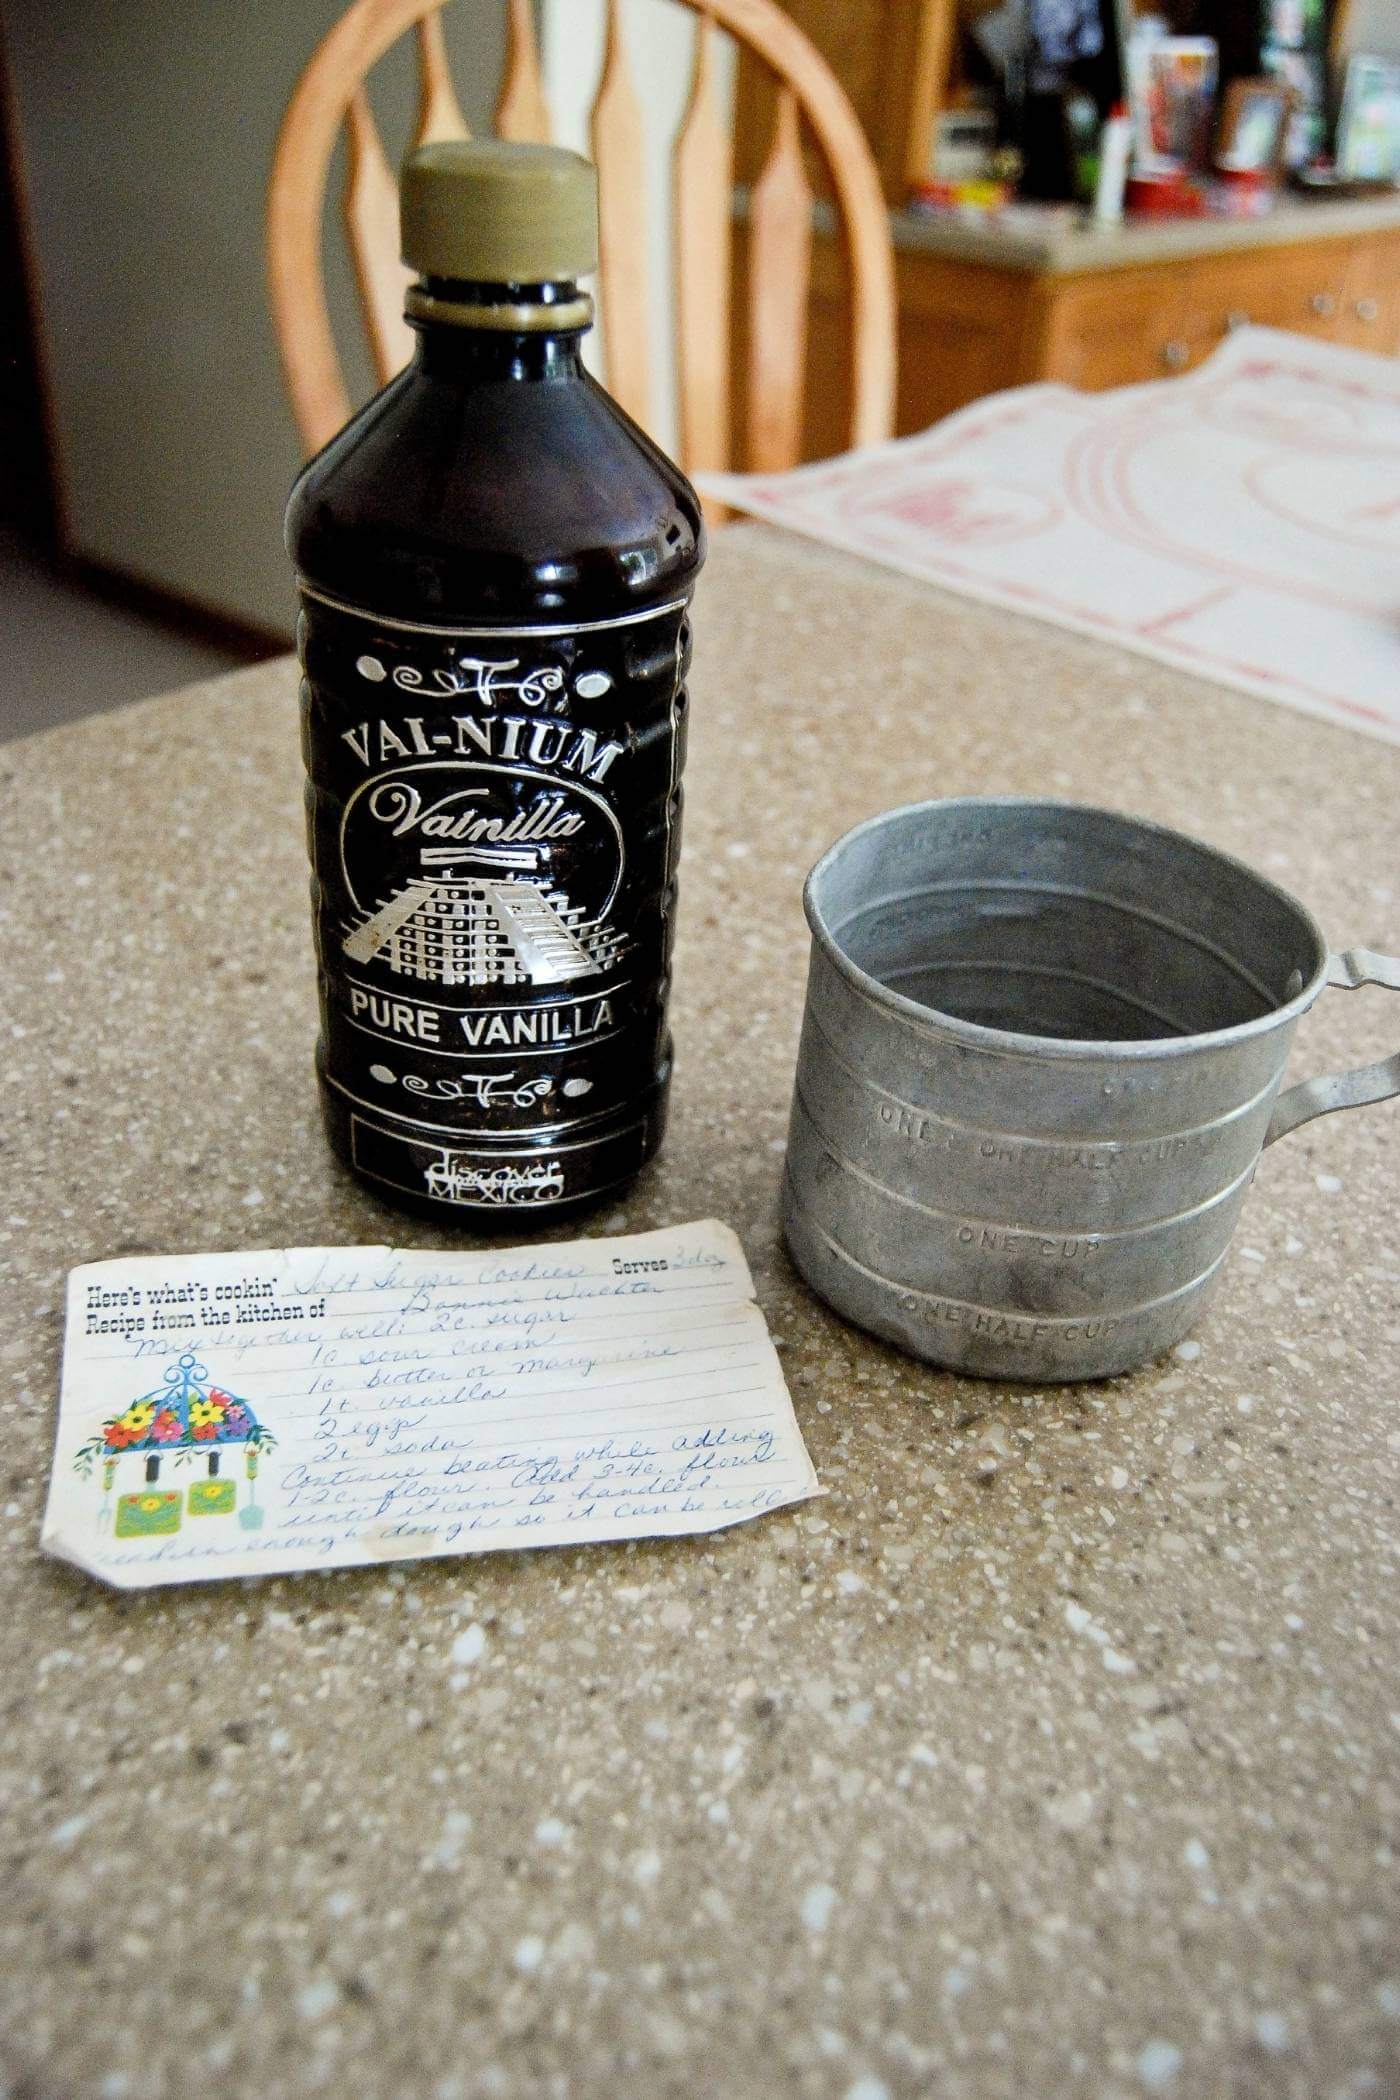 VAI-NIUM
Vainilla
PURE VANILLA
discover
MEXICO
ONE & ONE HALF CUP
ONE CUP
ONE HALF CUP
Here's what's cookin' Soft Sugar Cookies Serves 3 doz
Recipe from the kitchen of Bonnie Wachter
Mix together well: 2c. sugar
1c. sour cream
1c. butter or margarine
1t. vanilla
2 eggs
2t. soda
Continue beating while adding
1-2c. flour. Add 3-4c. flour
until it can be handled.
enough dough so it can be